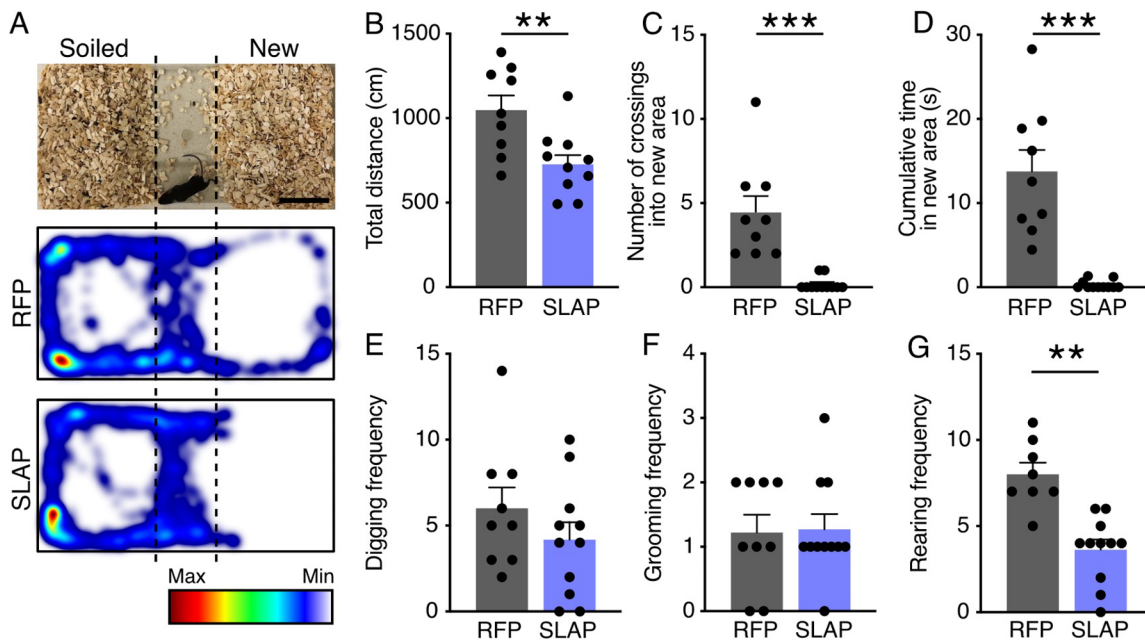 A
Soiled
New
RFP
SLAP
Max
Min
B
**
Total distance (cm)
1500
1000
500
0
RFP
SLAP
C
***
Number of crossings
into new area
15
10
5
0
RFP
SLAP
D
***
Cumulative time
in new area (s)
30
20
10
0
RFP
SLAP
E
Digging frequency
15
10
5
0
RFP
SLAP
F
Grooming frequency
4
3
2
1
0
RFP
SLAP
G
**
Rearing frequency
15
10
5
0
RFP
SLAP